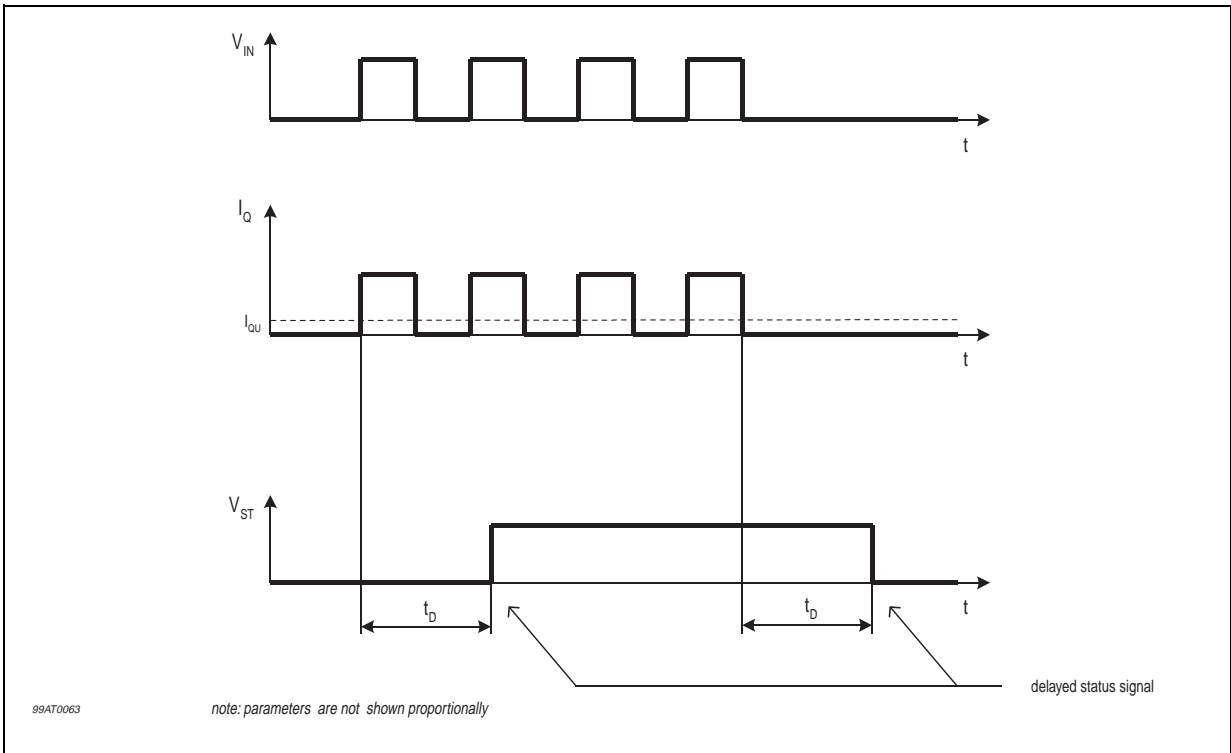 V_IN
t
I_Q
I_QU
t
V_ST
t_D
t_D
t
delayed status signal
99AT0063
note: parameters are not shown proportionally